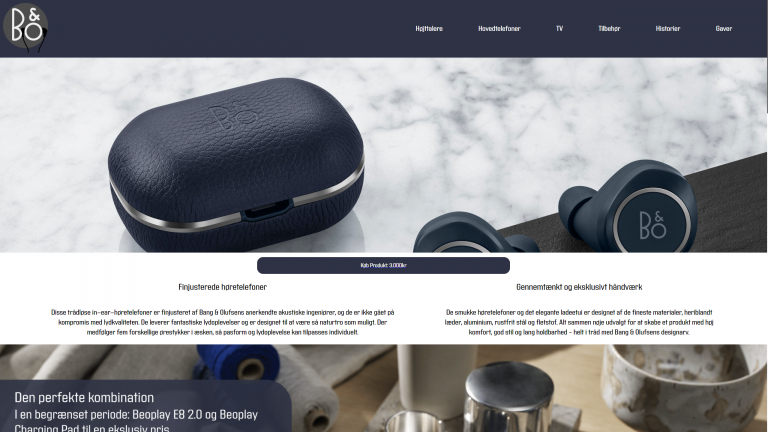 B&O
Højttalere Hovedtelefoner TV Tilbehør Historier Gaver
B&O
B&O
Køb Produkt 3.000kr
Finjusterede høretelefoner
Disse trådløse in-ear-høretelefoner er finjusteret af Bang & Olufsens anerkendte akustiske ingeniører, og de er ikke gået på
kompromis med lydkvaliteten. De leverer fantastiske lydoplevelser og er designet til at være så naturtro som muligt. Der
medfølger fem forskellige ørestykker i æsken, så pasform og lydoplevelse kan tilpasses individuelt.
Gennemtænkt og eksklusivt håndværk
De smukke høretelefoner og det elegante ladeetui er designet af de fineste materialer, heriblandt
læder, aluminium, rustfrit stål og fletstof. Alt sammen nøje udvalgt for at skabe et produkt med høj
komfort, god stil og lang holdbarhed - helt i tråd med Bang & Olufsens designarv.
Den perfekte kombination
I en begrænset periode: Beoplay E8 2.0 og Beoplay
Charging Pad til en eksklusiv pris